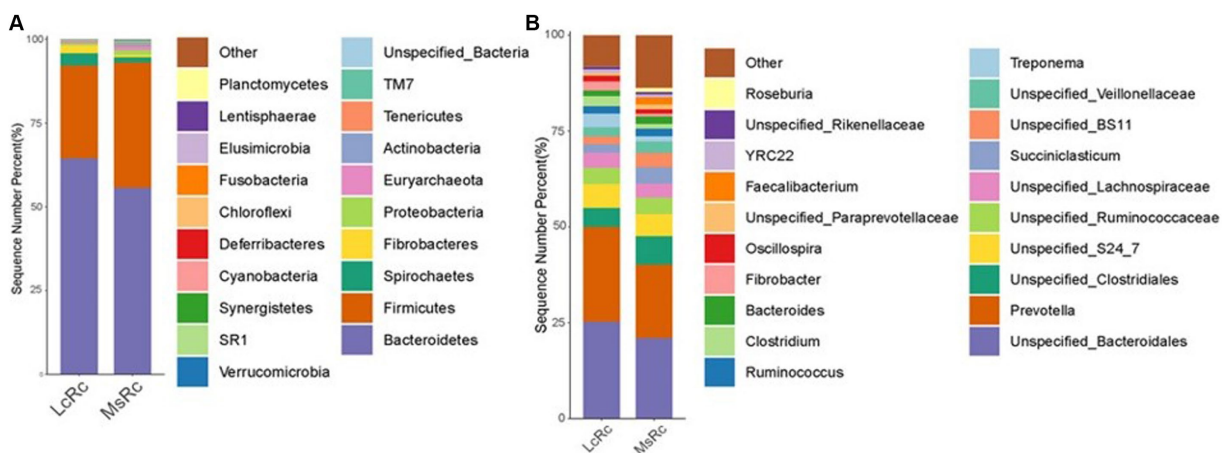 A
Sequence Number Percent(%)
100
75
50
25
0
LcRc
MsRc
Other
Planctomycetes
Lentisphaerae
Elusimicrobia
Fusobacteria
Chloroflexi
Deferribacteres
Cyanobacteria
Synergistetes
SR1
Verrucomicrobia
Unspecified_Bacteria
TM7
Tenericutes
Actinobacteria
Euryarchaeota
Proteobacteria
Fibrobacteres
Spirochaetes
Firmicutes
Bacteroidetes
B
Sequence Number Percent(%)
100
75
50
25
0
LcRc
MsRc
Other
Roseburia
Unspecified_Rikenellaceae
YRC22
Faecalibacterium
Unspecified_Paraprevotellaceae
Oscillospira
Fibrobacter
Bacteroides
Clostridium
Ruminococcus
Treponema
Unspecified_Veillonellaceae
Unspecified_BS11
Succiniclasticum
Unspecified_Lachnospiraceae
Unspecified_Ruminococcaceae
Unspecified_S24_7
Unspecified_Clostridiales
Prevotella
Unspecified_Bacteroidales